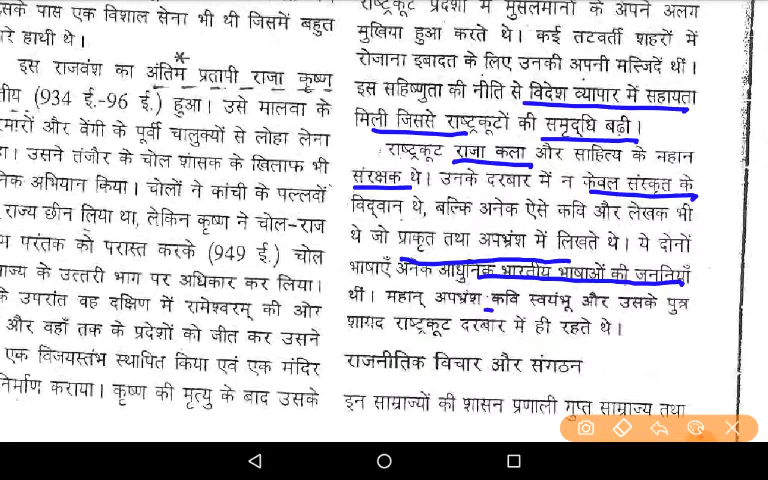 पास एक विशाल सेना भी थी जिसमें बहुत
हाथी थे।
इस राजवंश का अंतिम प्रतापी राजा कृष्ण
(934 ई.-96 ई.) हुआ। उसे मालवा के
और वेंगी के पूर्वी चालुक्यों से लोहा लेना
उसने तंजौर के चोल शासक के खिलाफ भी
अभियान किया। चोलों ने कांची के पल्लवों
राज्य छीन लिया था, लेकिन कृष्ण ने चोल-राज
परंतक को परास्त करके (949 ई.) चोल
के उत्तरी भाग पर अधिकार कर लिया।
उपरांत वह दक्षिण में रामेश्वरम् की ओर
और वहाँ तक के प्रदेशों को जीत कर उसने
एक विजयस्तंभ स्थापित किया एवं एक मंदिर
कराया। कृष्ण की मृत्यु के बाद उसके
राष्ट्रकूट प्रदेशों में मुसलमानों के अपने अलग
मुखिया हुआ करते थे। कई तटवर्ती शहरों में
रोजाना इबादत के लिए उनकी अपनी मस्जिदें थीं।
इस सहिष्णुता की नीति से विदेश व्यापार में सहायता
मिली जिससे राष्ट्रकूटों की समृद्धि बढ़ी।
राष्ट्रकूट राजा कला और साहित्य के महान
संरक्षक थे। उनके दरबार में न केवल संस्कृत के
विद्वान थे, बल्कि अनेक ऐसे कवि और लेखक भी
थे जो प्राकृत तथा अपभ्रंश में लिखते थे। ये दोनों
भाषाएँ अनेक आधुनिक भारतीय भाषाओं की जननियाँ
थीं। महान् अपभ्रंश कवि स्वयंभू और उसके पुत्र
शायद राष्ट्रकूट दरबार में ही रहते थे।
राजनीतिक विचार और संगठन
इन साम्राज्यों की शासन प्रणाली गुप्त साम्राज्य तथा